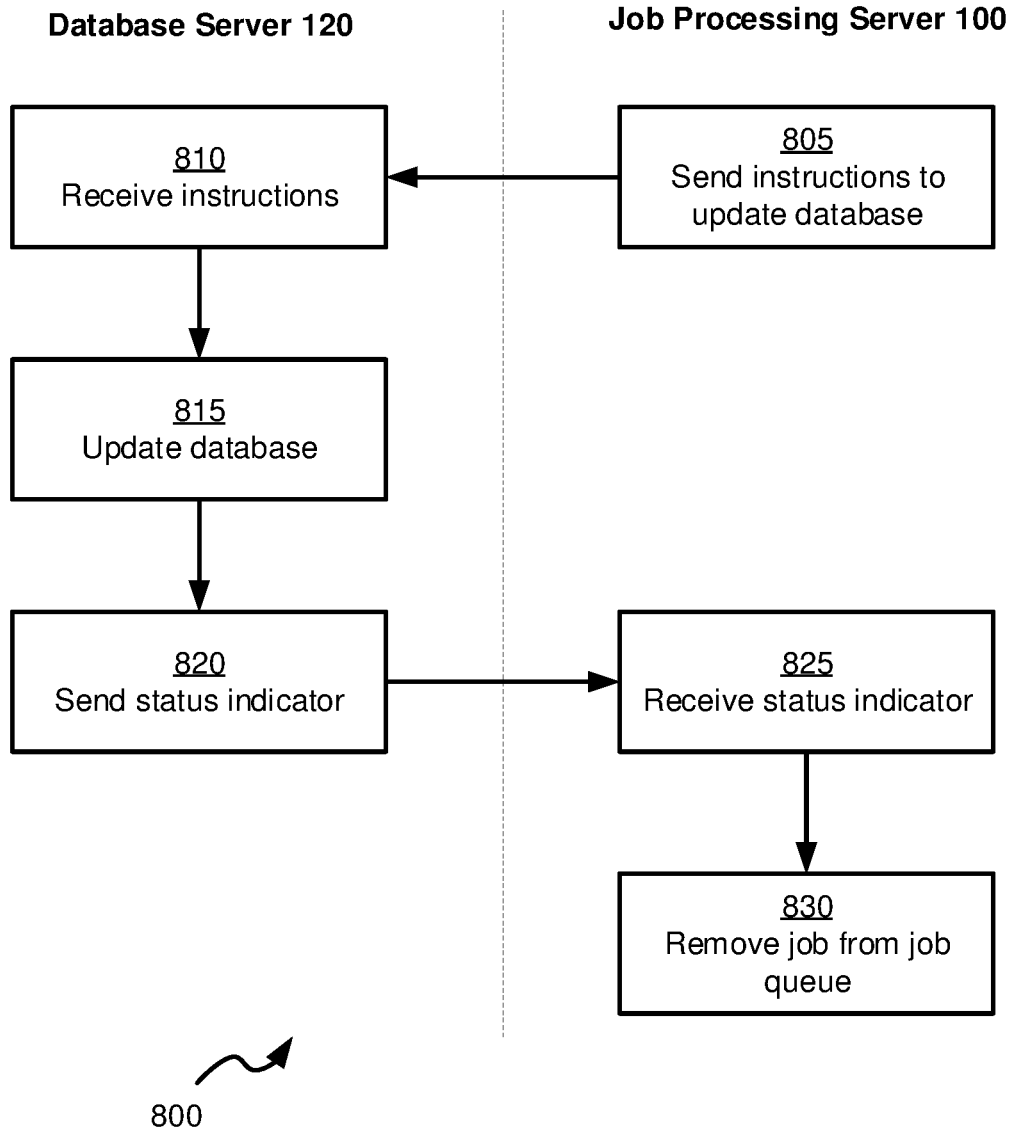 Database Server 120
Job Processing Server 100
810
Receive instructions
805
Send instructions to
update database
815
Update database
820
Send status indicator
825
Receive status indicator
830
Remove job from job
queue
800